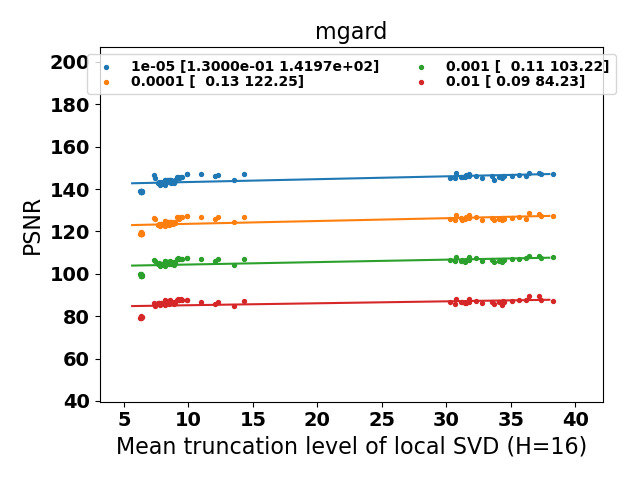 mgard
1e-05 [1.3000e-01 1.4197e+02]
0.0001 [  0.13 122.25]
0.001 [  0.11 103.22]
0.01 [ 0.09 84.23]
PSNR
200
180
160
140
120
100
80
60
40
5 10 15 20 25 30 35 40
Mean truncation level of local SVD (H=16)